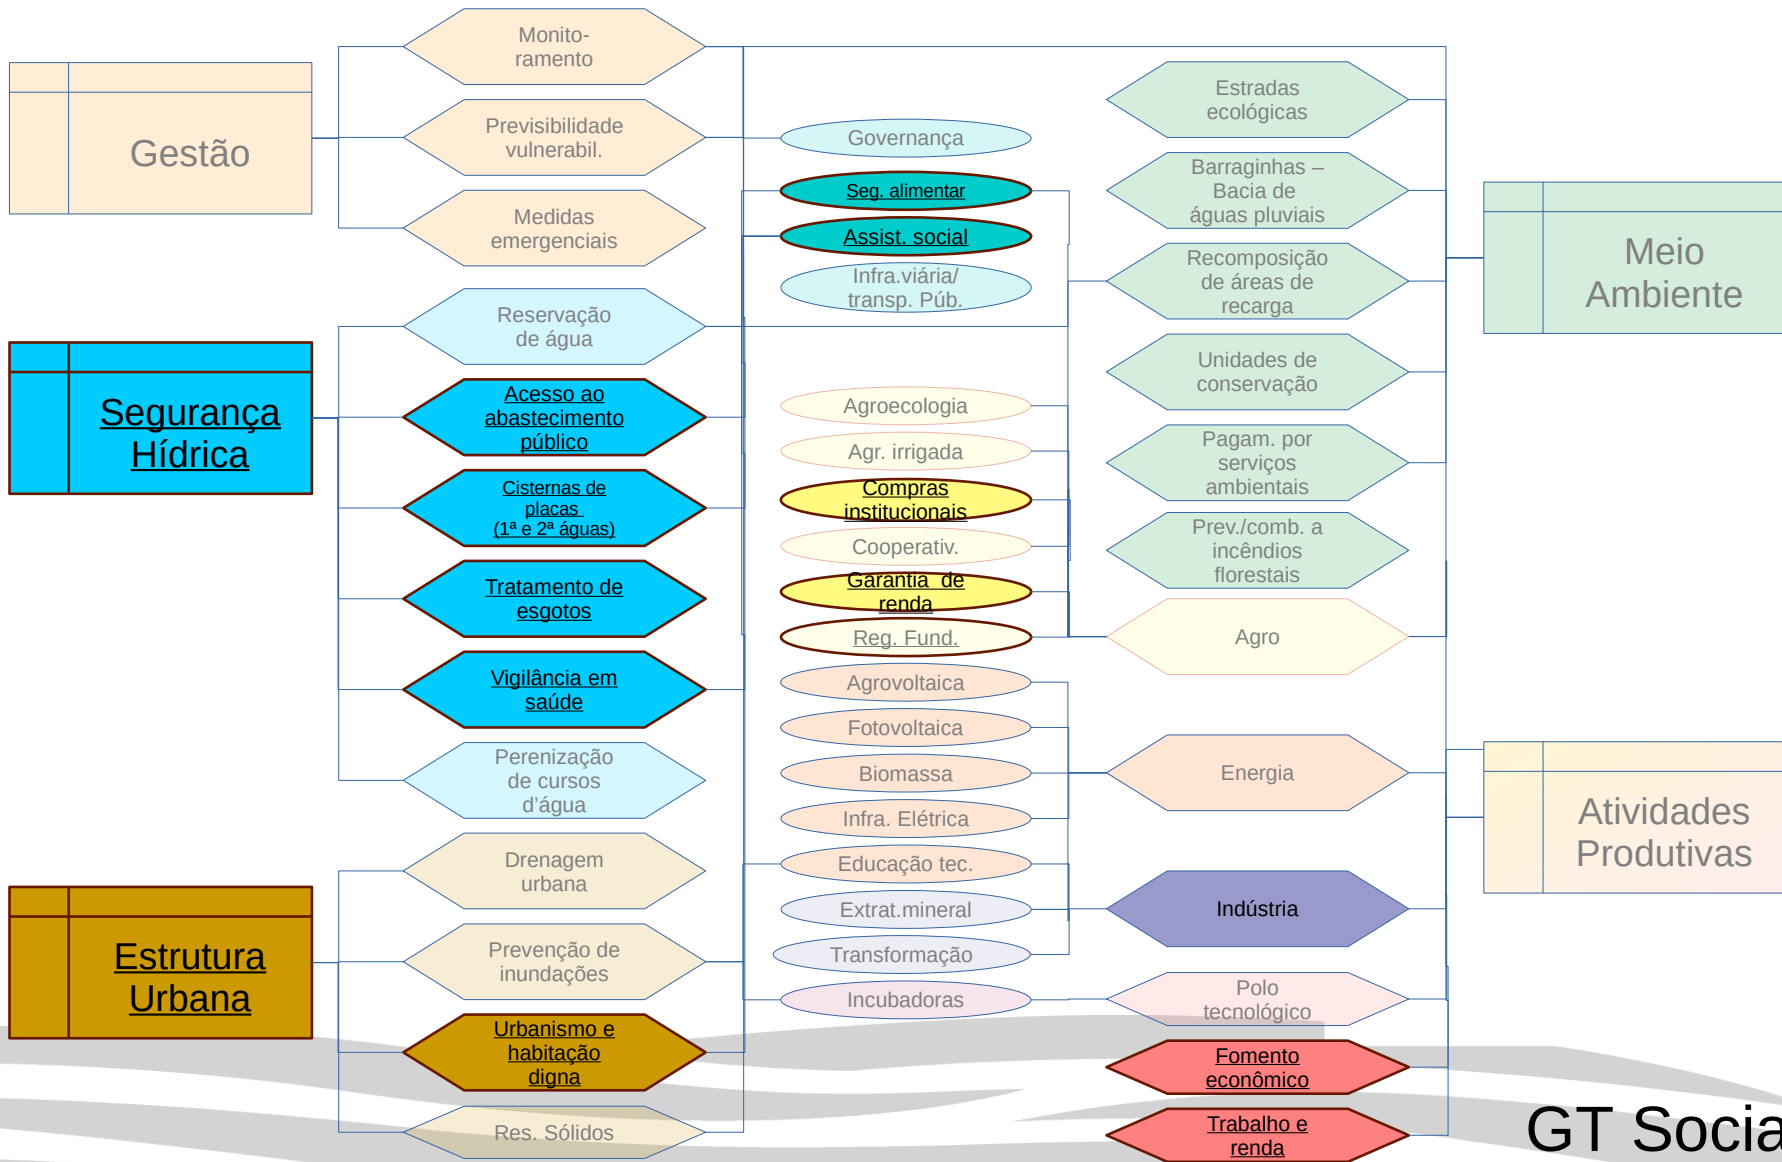 Gestão
Monito-
ramento
Previsibilidade
vulnerabil.
Medidas
emergenciais
Segurança
Hídrica
Reservação
de água
Acesso ao
abastecimento
público
Cisternas de
placas
(1ª e 2ª águas)
Tratamento de
esgotos
Vigilância em
saúde
Perenização
de cursos
d’água
Estrutura
Urbana
Drenagem
urbana
Prevenção de
inundações
Urbanismo e
habitação
digna
Res. Sólidos
Governança
Seg. alimentar
Assist. social
Infra.viária/
transp. Púb.
Agroecologia
Agr. irrigada
Compras
institucionais
Cooperativ.
Garantia de
renda
Reg. Fund.
Agrovoltaica
Fotovoltaica
Biomassa
Infra. Elétrica
Educação tec.
Extrat.mineral
Transformação
Incubadoras
Estradas
ecológicas
Barraginhas –
Bacia de
águas pluviais
Recomposição
de áreas de
recarga
Unidades de
conservação
Pagam. por
serviços
ambientais
Prev./comb. a
incêndios
florestais
Agro
Energia
Indústria
Polo
tecnológico
Fomento
econômico
Trabalho e
renda
Meio
Ambiente
Atividades
Produtivas
GT Socia